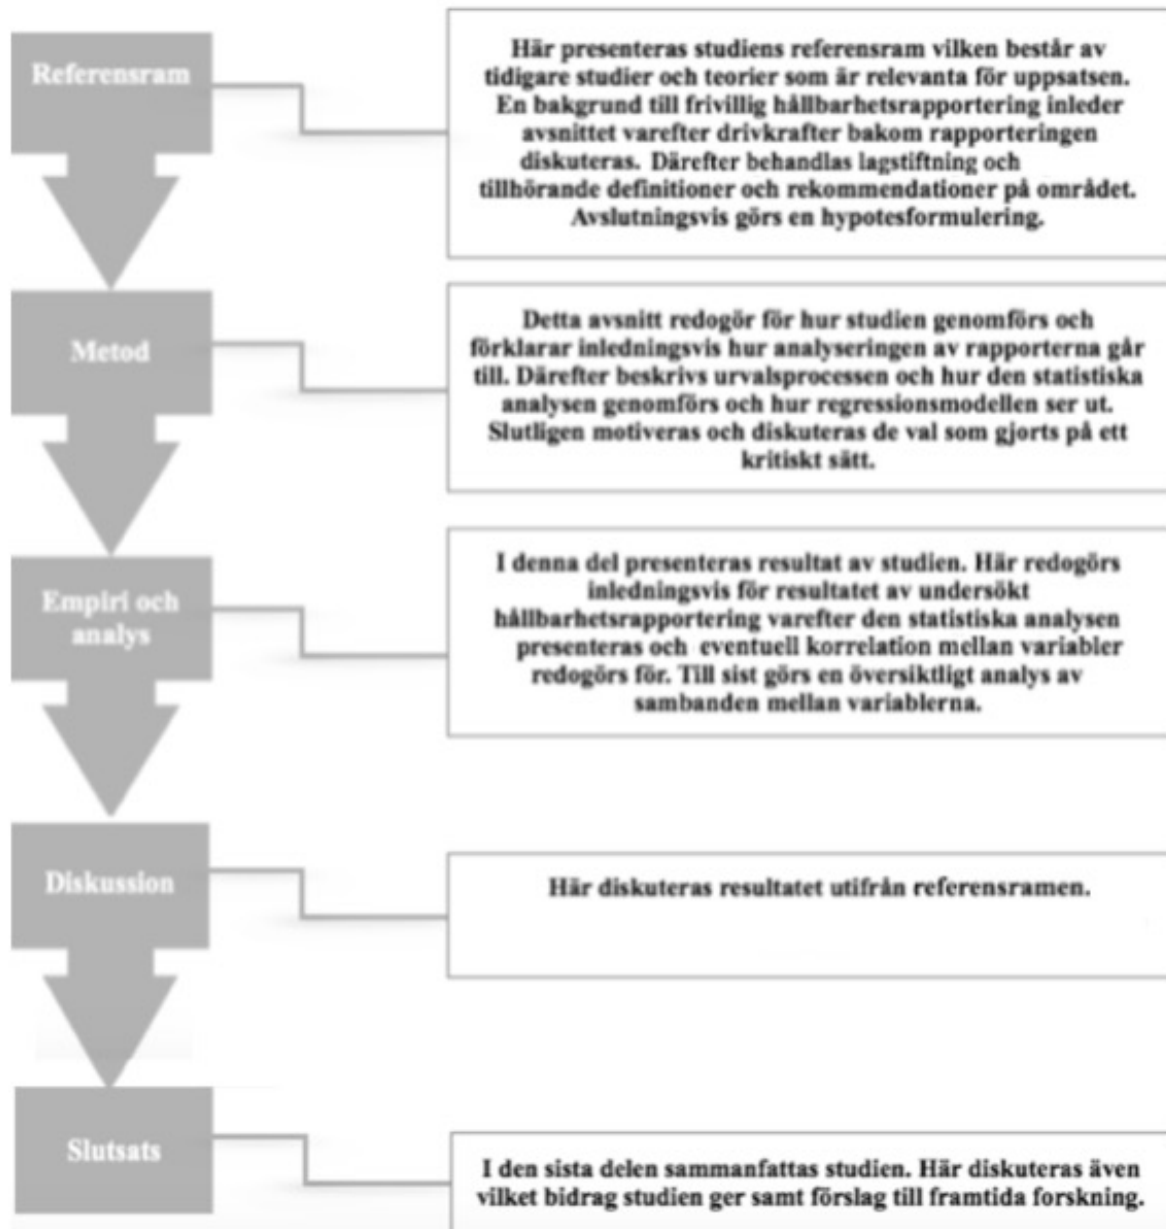 Referensram
Här presenteras studiens referensram vilken består av
tidigare studier och teorier som är relevanta för uppsatsen.
En bakgrund till frivillig hållbarhetsrapportering inleder
avsnittet varefter drivkrafter bakom rapporteringen
diskuteras. Därefter behandlas lagstiftning och
tillhörande definitioner och rekommendationer på området.
Avslutningsvis görs en hypotesformulering.
Metod
Detta avsnitt redogör för hur studien genomförs och
förklarar inledningsvis hur analyseringen av rapporterna går
till. Därefter beskrivs urvalsprocessen och hur den statistiska
analysen genomförs och hur regressionsmodellen ser ut.
Slutligen motiveras och diskuteras de val som gjorts på ett
kritiskt sätt.
Empiri och
analys
I denna del presenteras resultat av studien. Här redogörs
inledningsvis för resultatet av undersökt
hållbarhetsrapportering varefter den statistiska analysen
presenteras och eventuell korrelation mellan variabler
redogörs för. Till sist görs en översiktligt analys av
sambanden mellan variablerna.
Diskussion
Här diskuteras resultatet utifrån referensramen.
Slutsats
I den sista delen sammanfattas studien. Här diskuteras även
vilket bidrag studien ger samt förslag till framtida forskning.